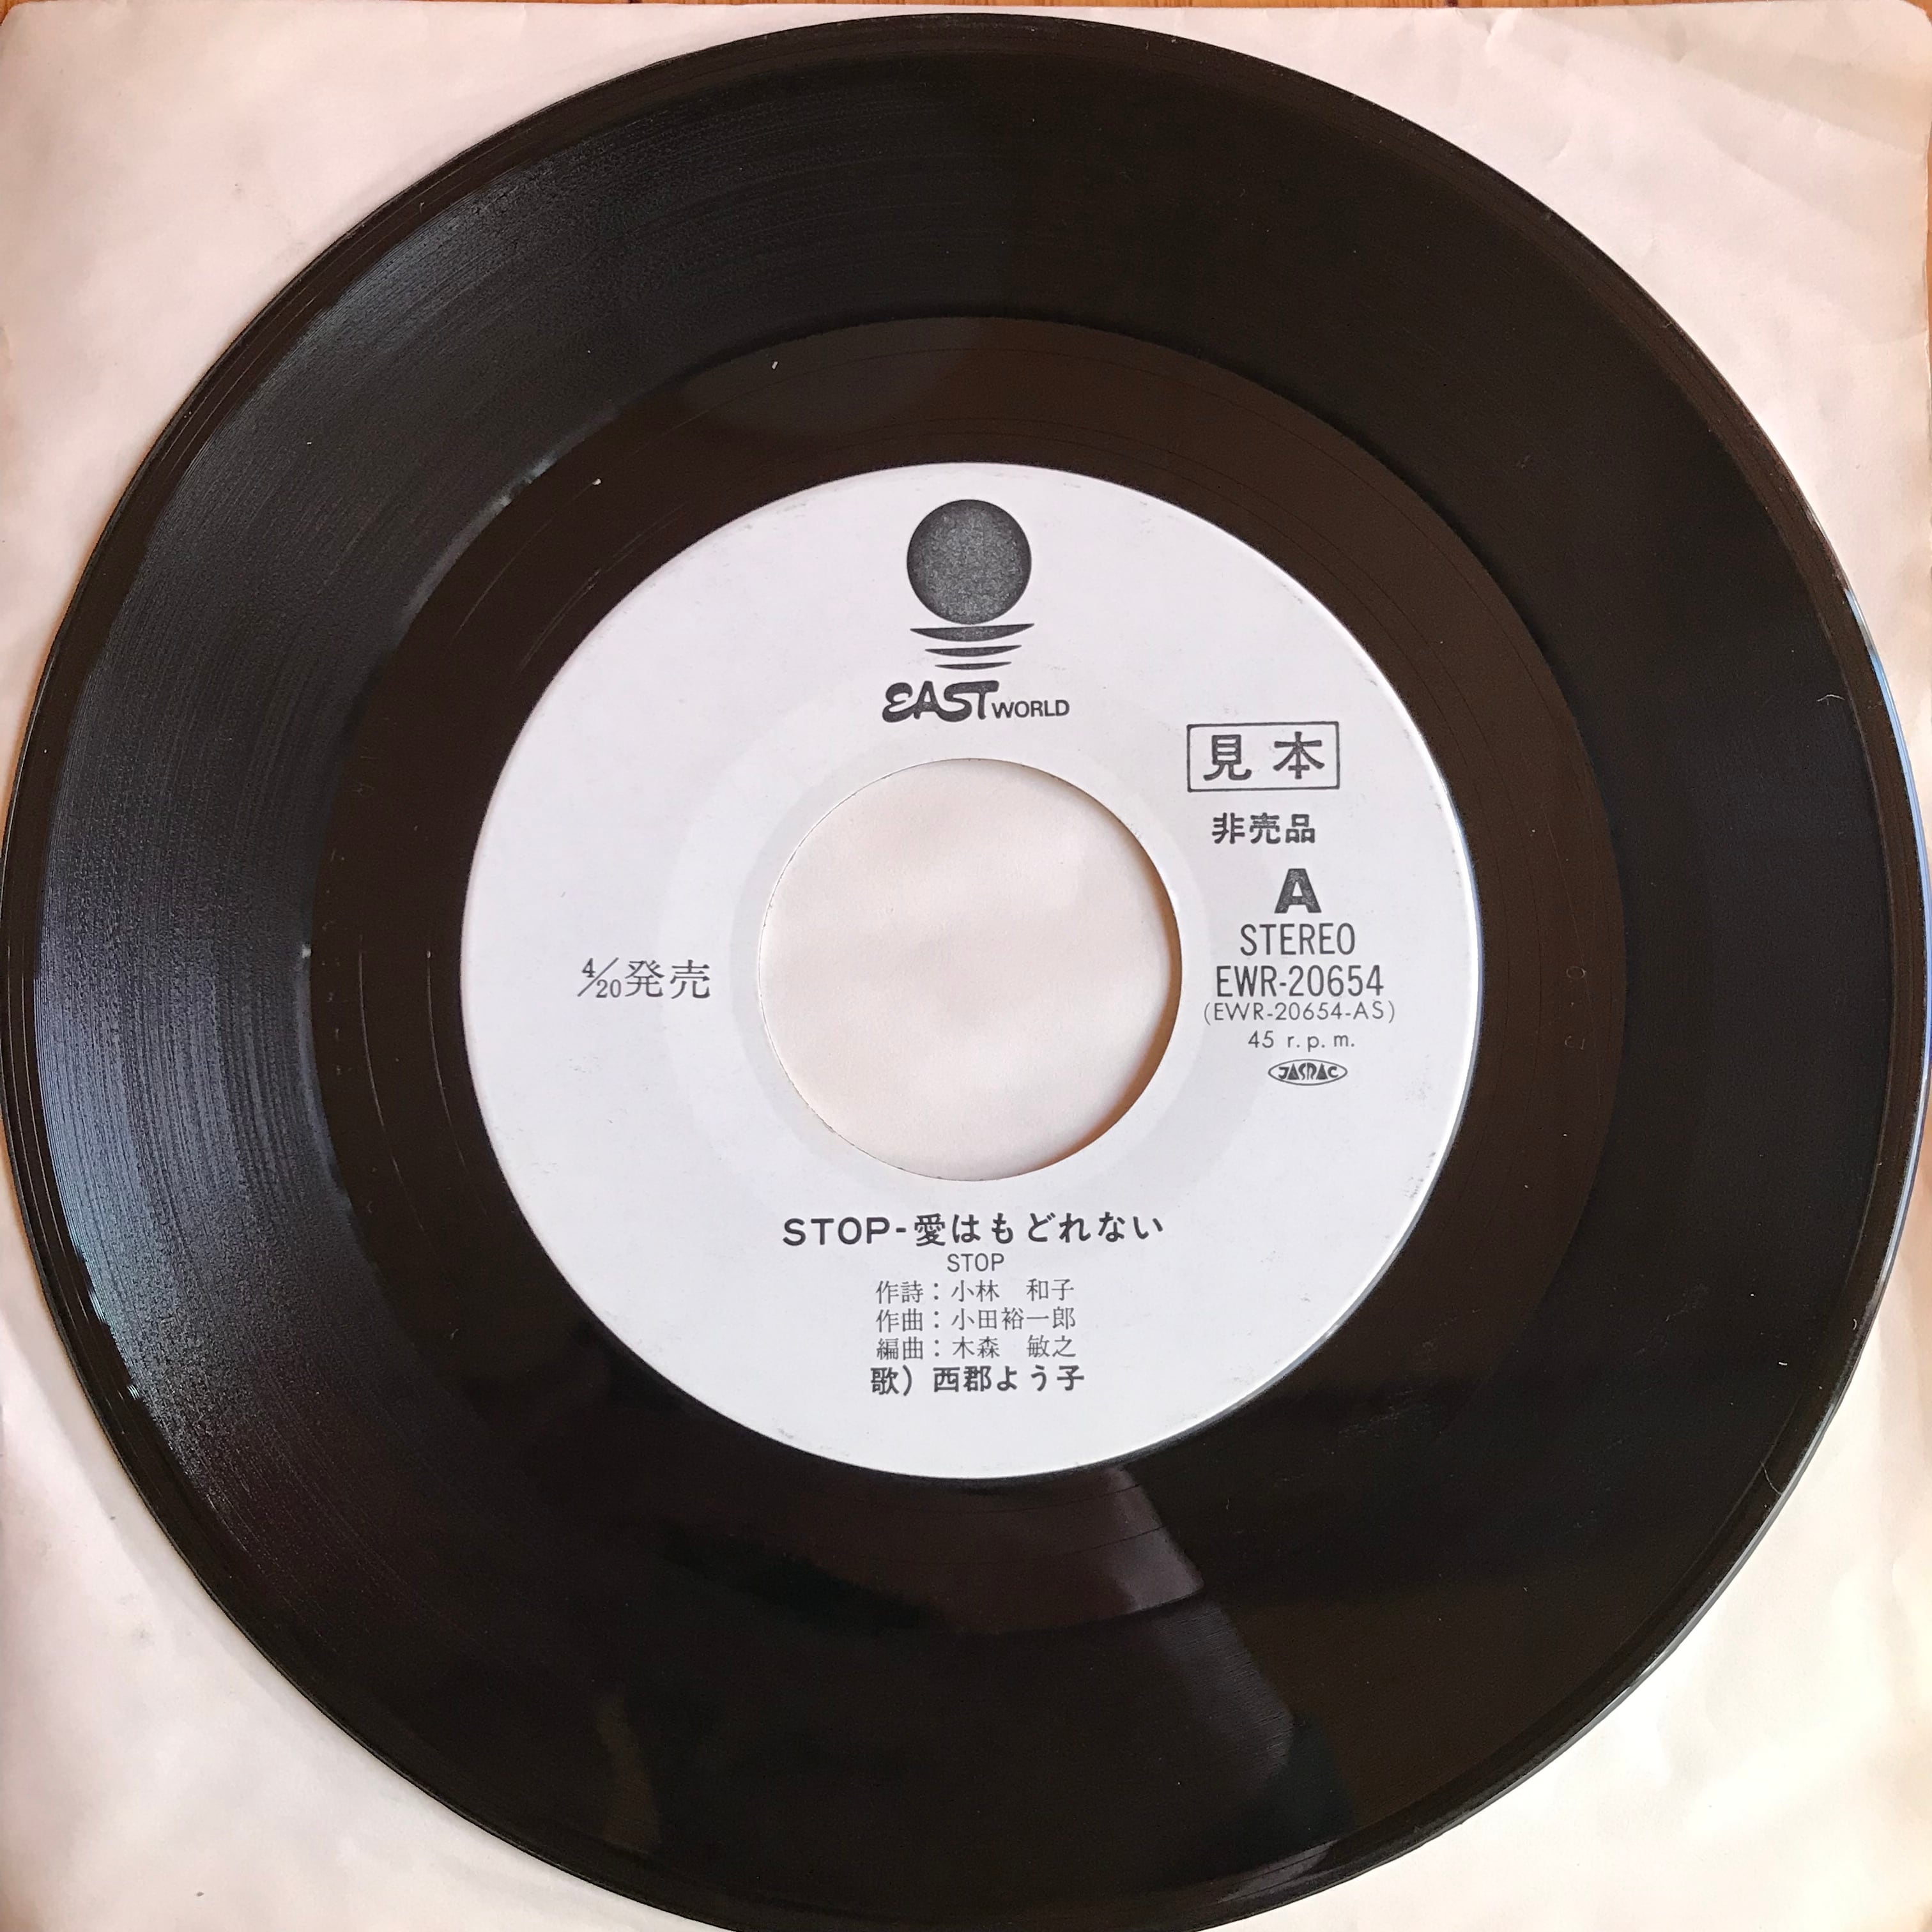 EAST WORLD
見本
非売品
A
STEREO
EWR-20654
(EWR-20654-AS)
45 r.p.m.
JASRAC
4/20発売
STOP-愛はもどれない
STOP
作詩：小林　和子
作曲：小田裕一郎
編曲：木森　敏之
歌）西郡よう子